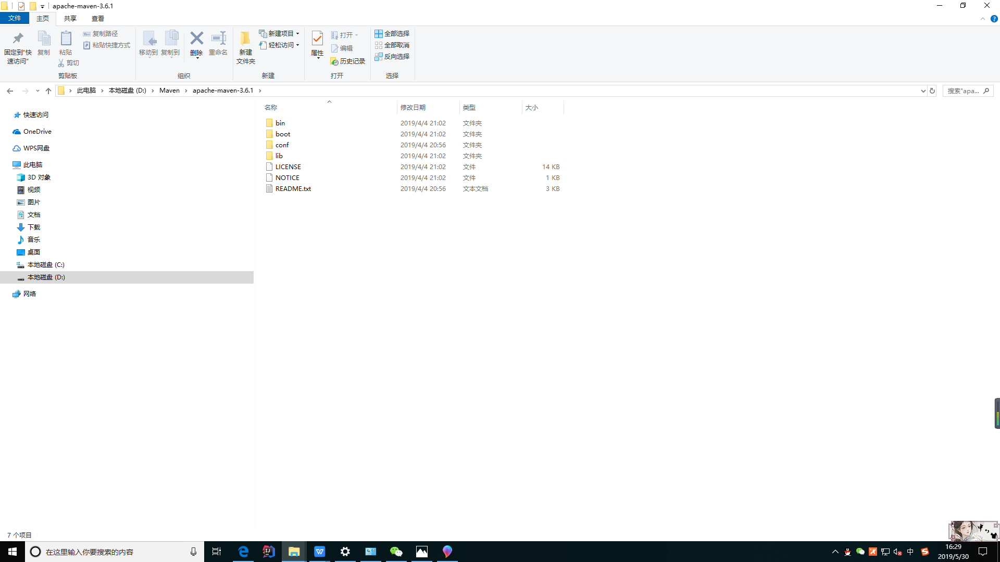 apache-maven-3.6.1
文件 主页 共享 查看
固定到"快速访问"
复制
粘贴
复制路径
粘贴快捷方式
剪切
剪贴板
移动到
复制到
删除
重命名
组织
新建文件夹
新建项目
轻松访问
新建
属性
打开
编辑
历史记录
打开
全部选择
全部取消
反向选择
选择
此电脑 本地磁盘 (D:) Maven apache-maven-3.6.1
搜索"apa...
快速访问
OneDrive
WPS网盘
此电脑
3D 对象
视频
图片
文档
下载
音乐
桌面
本地磁盘 (C:)
本地磁盘 (D:)
网络
名称 修改日期 类型 大小
bin 2019/4/4 21:02 文件夹
boot 2019/4/4 21:02 文件夹
conf 2019/4/4 20:56 文件夹
lib 2019/4/4 21:02 文件夹
LICENSE 2019/4/4 21:02 文件 14 KB
NOTICE 2019/4/4 21:02 文件 1 KB
README.txt 2019/4/4 20:56 文本文档 3 KB
7 个项目
中
在这里输入你要搜索的内容
中
16:29
2019/5/30